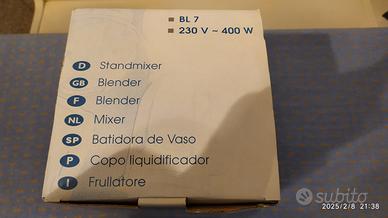 BL 7
230 V ~ 400 W
D Standmixer
GB Blender
F Blender
NL Mixer
SP Batidora de Vaso
P Copo liquidificador
I Frullatore
subito
2025/2/8 21:38